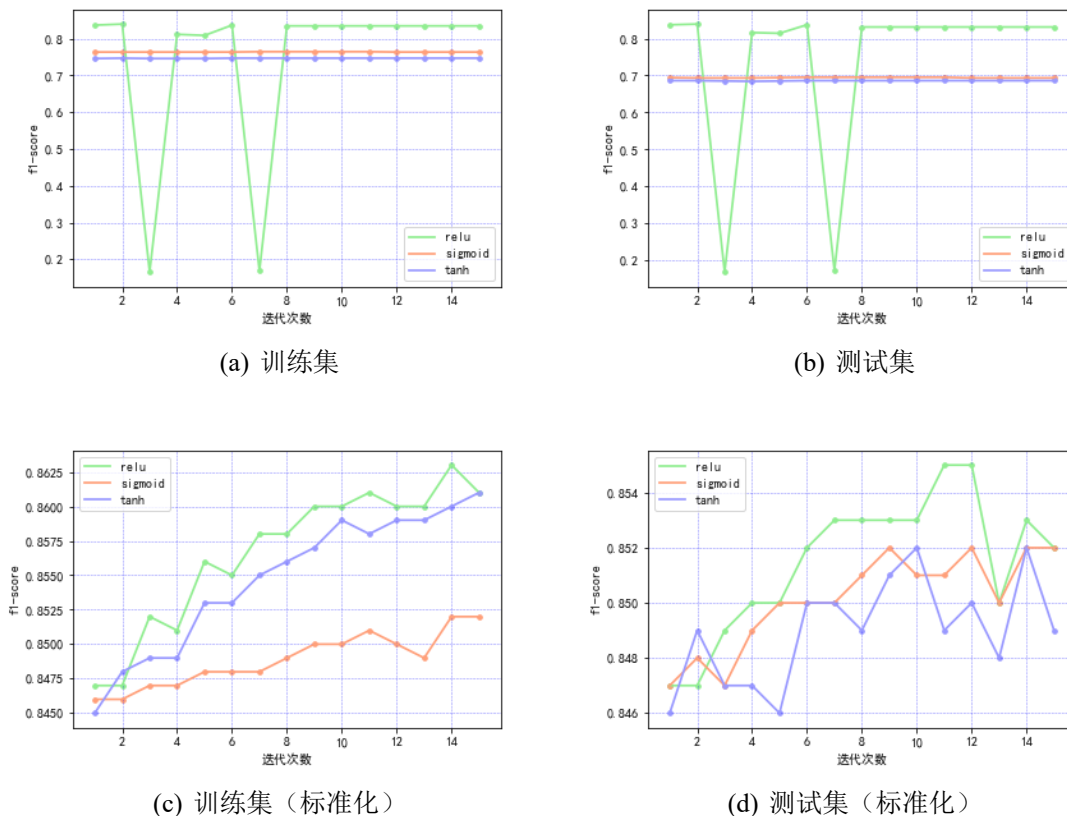 0.8
0.7
0.6
0.5
0.4
0.3
0.2
f1-score
relu
sigmoid
tanh
2 4 6 8 10 12 14
迭代次数
(a) 训练集
0.8
0.7
0.6
0.5
0.4
0.3
0.2
f1-score
relu
sigmoid
tanh
2 4 6 8 10 12 14
迭代次数
(b) 测试集
0.8625
0.8600
0.8575
0.8550
0.8525
0.8500
0.8475
0.8450
f1-score
relu
sigmoid
tanh
2 4 6 8 10 12 14
迭代次数
(c) 训练集（标准化）
0.854
0.852
0.850
0.848
0.846
f1-score
relu
sigmoid
tanh
2 4 6 8 10 12 14
迭代次数
(d) 测试集（标准化）